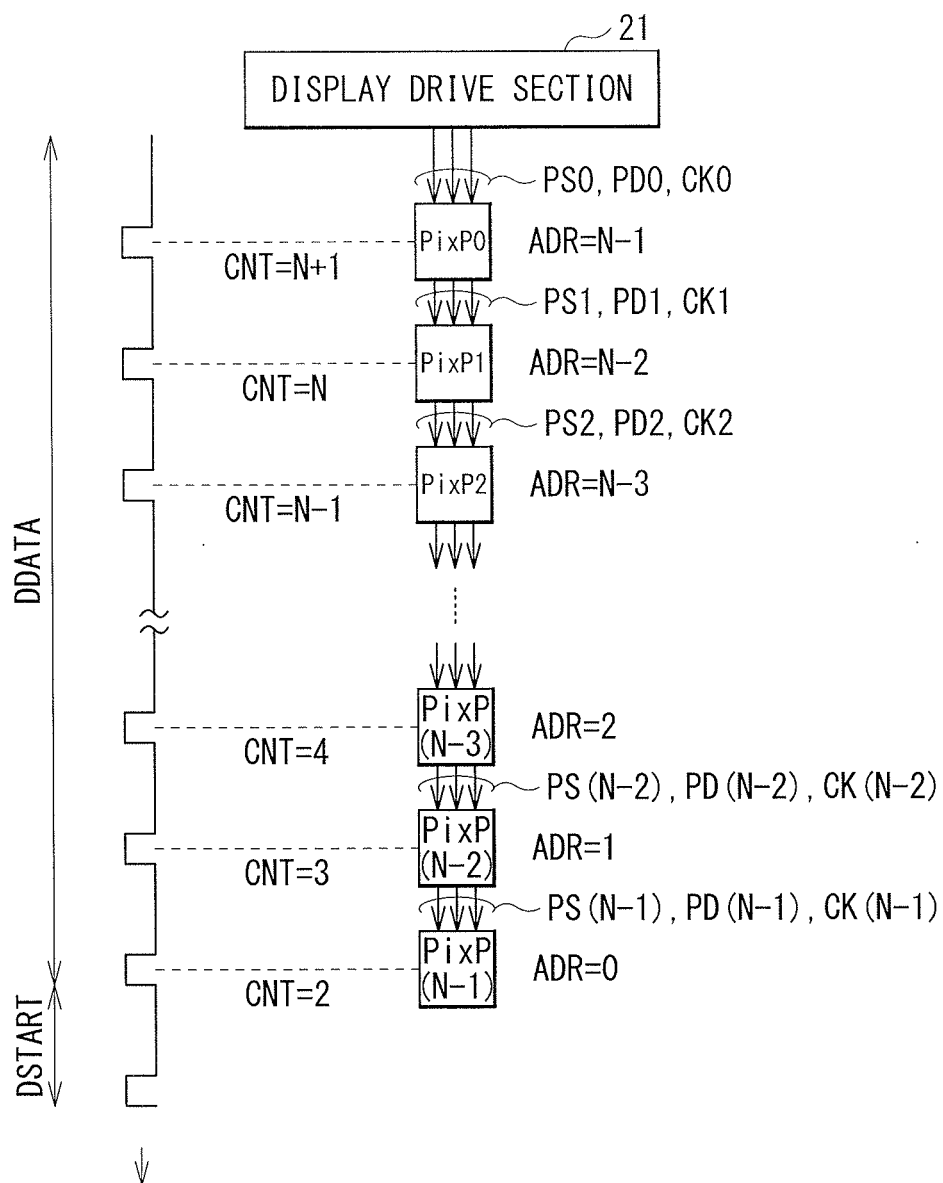 21
DISPLAY DRIVE SECTION
PS0, PD0, CK0
PixP0
ADR=N-1
CNT=N+1
PS1, PD1, CK1
PixP1
ADR=N-2
CNT=N
PS2, PD2, CK2
PixP2
ADR=N-3
CNT=N-1
DDATA
PixP
(N-3)
ADR=2
CNT=4
PS(N-2), PD(N-2), CK(N-2)
PixP
(N-2)
ADR=1
CNT=3
PS(N-1), PD(N-1), CK(N-1)
PixP
(N-1)
ADR=0
CNT=2
DSTART